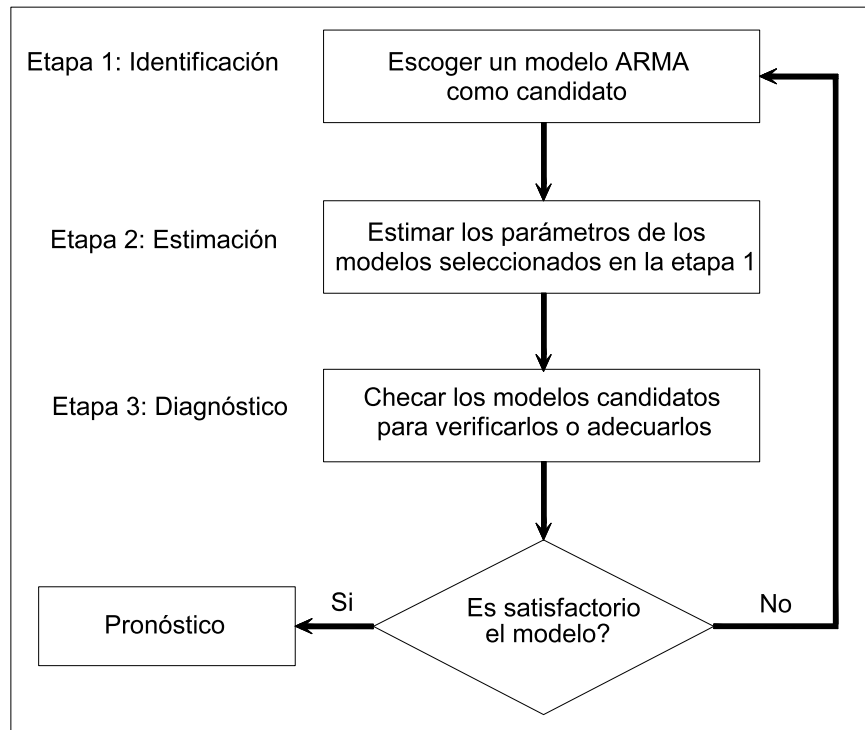 Etapa 1: Identificación
Escoger un modelo ARMA
como candidato
Etapa 2: Estimación
Estimar los parámetros de los
modelos seleccionados en la etapa 1
Etapa 3: Diagnóstico
Checar los modelos candidatos
para verificarlos o adecuarlos
Es satisfactorio
el modelo?
Si
No
Pronóstico